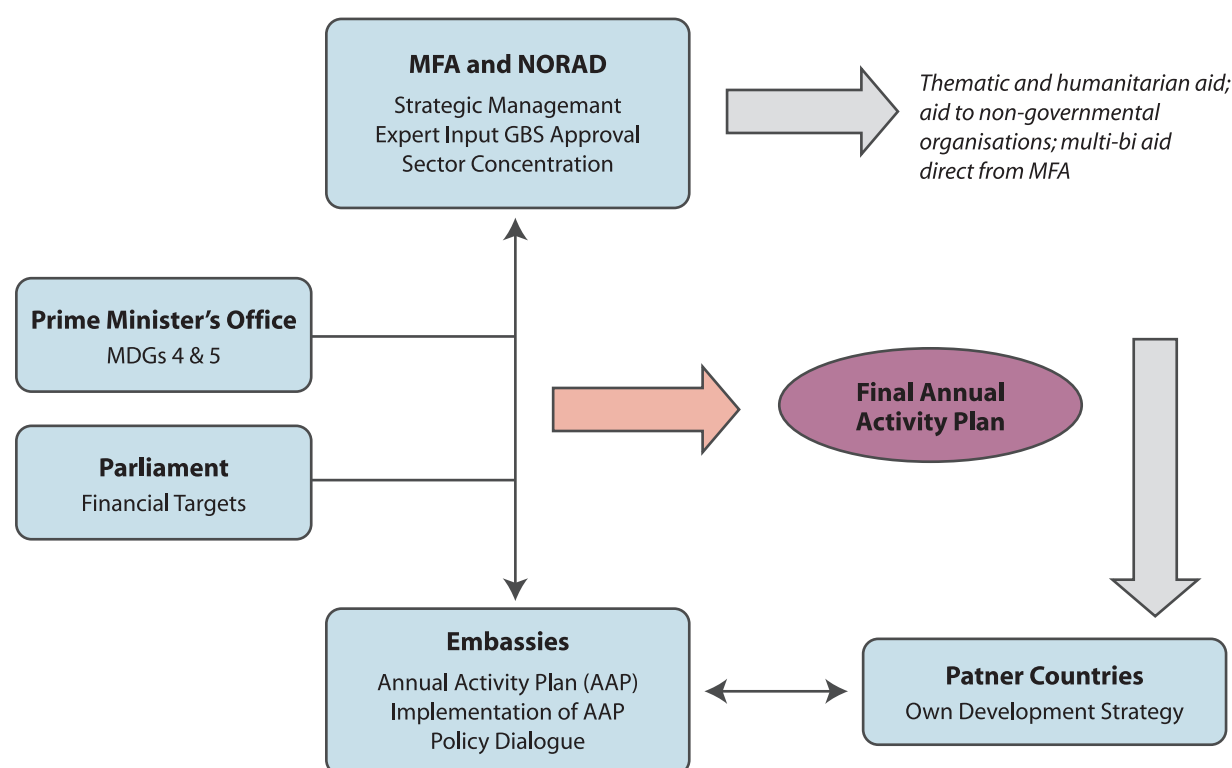 MFA and NORAD
Strategic Managemant
Expert Input GBS Approval
Sector Concentration
Thematic and humanitarian aid;
aid to non-governmental
organisations; multi-bi aid
direct from MFA
Prime Minister’s Office
MDGs 4 & 5
Final Annual
Activity Plan
Parliament
Financial Targets
Embassies
Annual Activity Plan (AAP)
Implementation of AAP
Policy Dialogue
Patner Countries
Own Development Strategy